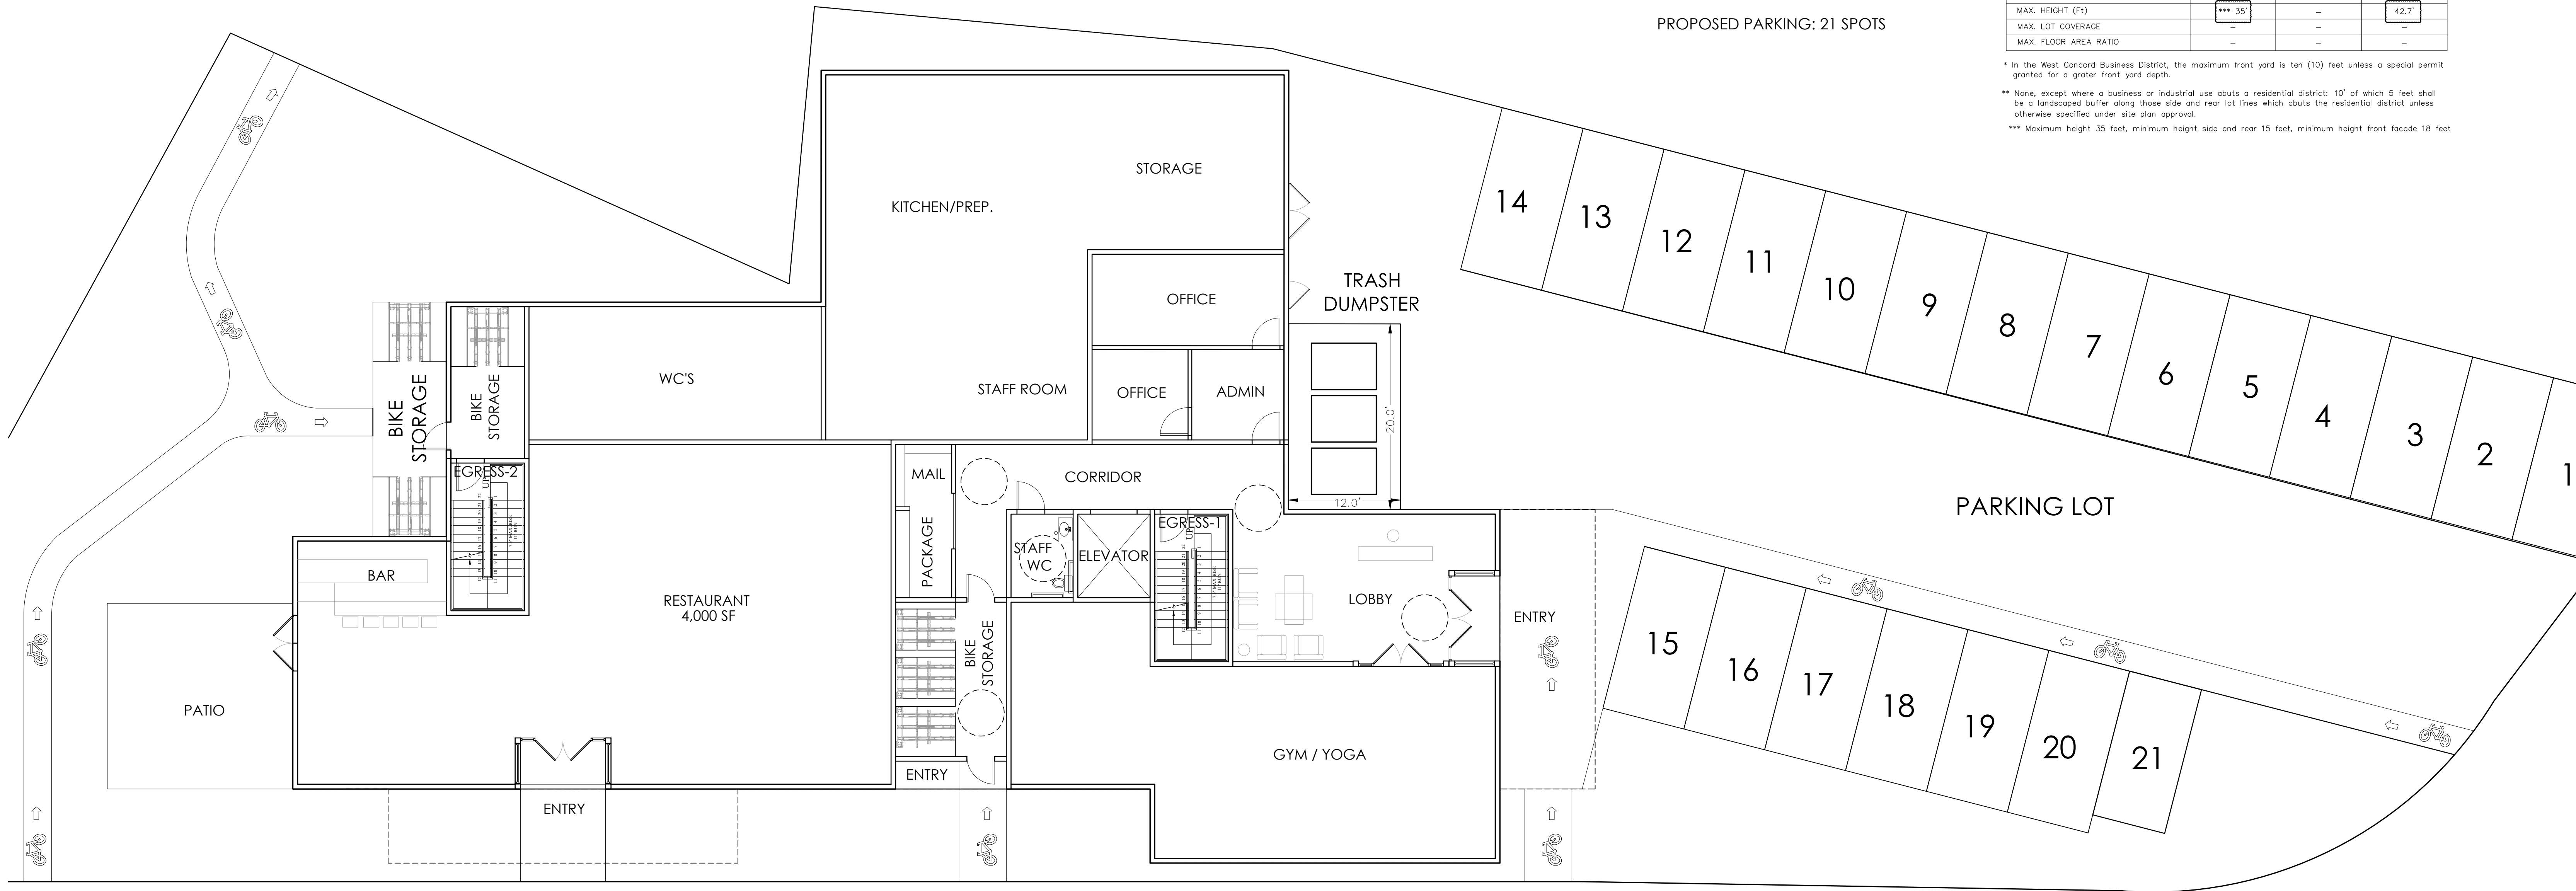 PROPOSED PARKING: 21 SPOTS
MAX. HEIGHT (Ft) *** 35' – 42.7'
MAX. LOT COVERAGE – – –
MAX. FLOOR AREA RATIO – – –
* In the West Concord Business District, the maximum front yard is ten (10) feet unless a special permit
granted for a grater front yard depth.
** None, except where a business or industrial use abuts a residential district: 10' of which 5 feet shall
be a landscaped buffer along those side and rear lot lines which abuts the residential district unless
otherwise specified under site plan approval.
*** Maximum height 35 feet, minimum height side and rear 15 feet, minimum height front facade 18 feet
STORAGE
KITCHEN/PREP.
OFFICE
TRASH
DUMPSTER
20.0'
12.0'
WC'S
STAFF ROOM
OFFICE
ADMIN
BIKE
STORAGE
BIKE
STORAGE
EGRESS-2
UP
MAIL
CORRIDOR
PACKAGE
STAFF
WC
ELEVATOR
EGRESS-1
UP
BAR
RESTAURANT
4,000 SF
BIKE
STORAGE
LOBBY
ENTRY
PATIO
GYM / YOGA
ENTRY
ENTRY
PARKING LOT
14
13
12
11
10
9
8
7
6
5
4
3
2
1
15
16
17
18
19
20
21